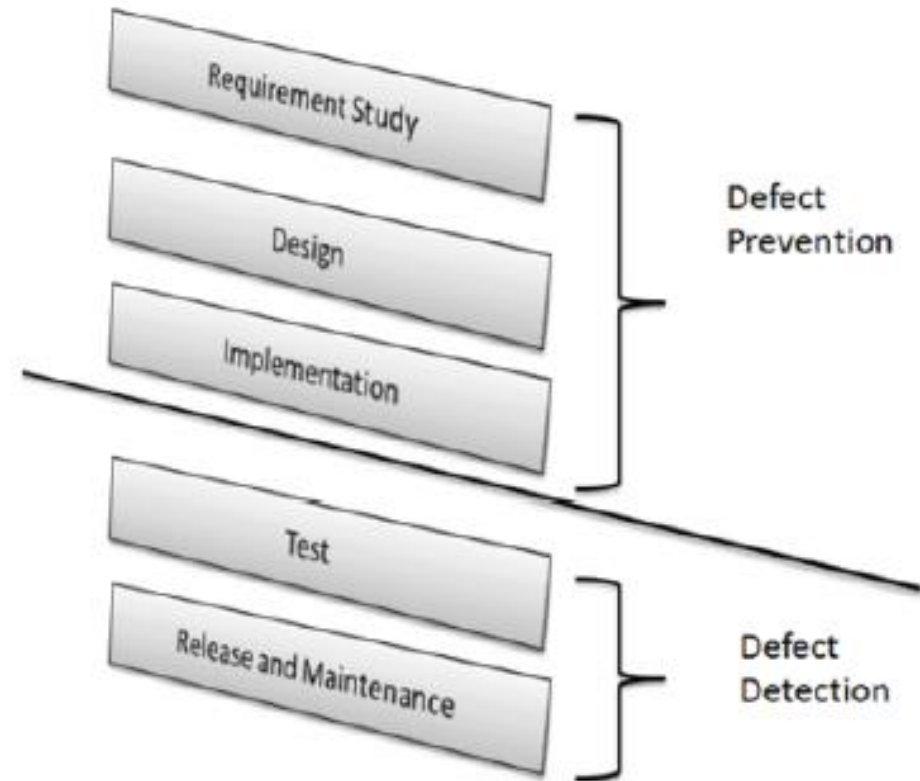 Requirement Study
Design
Implementation
Defect
Prevention
Test
Release and Maintenance
Defect
Detection